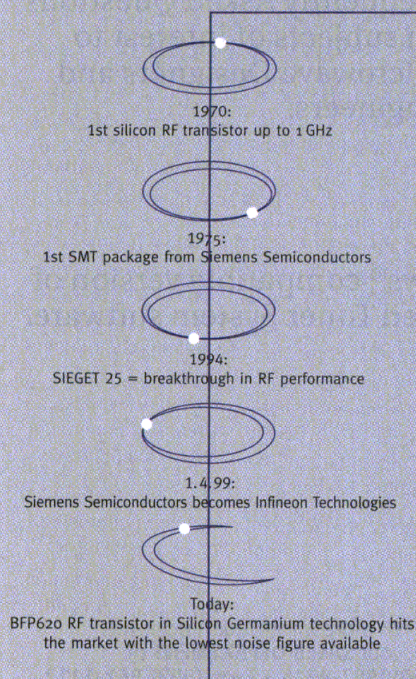 1970:
1st silicon RF transistor up to 1 GHz
1975:
1st SMT package from Siemens Semiconductors
1994:
SIEGET 25 = breakthrough in RF performance
1.4.99:
Siemens Semiconductors becomes Infineon Technologies
Today:
BFP620 RF transistor in Silicon Germanium technology hits
the market with the lowest noise figure available